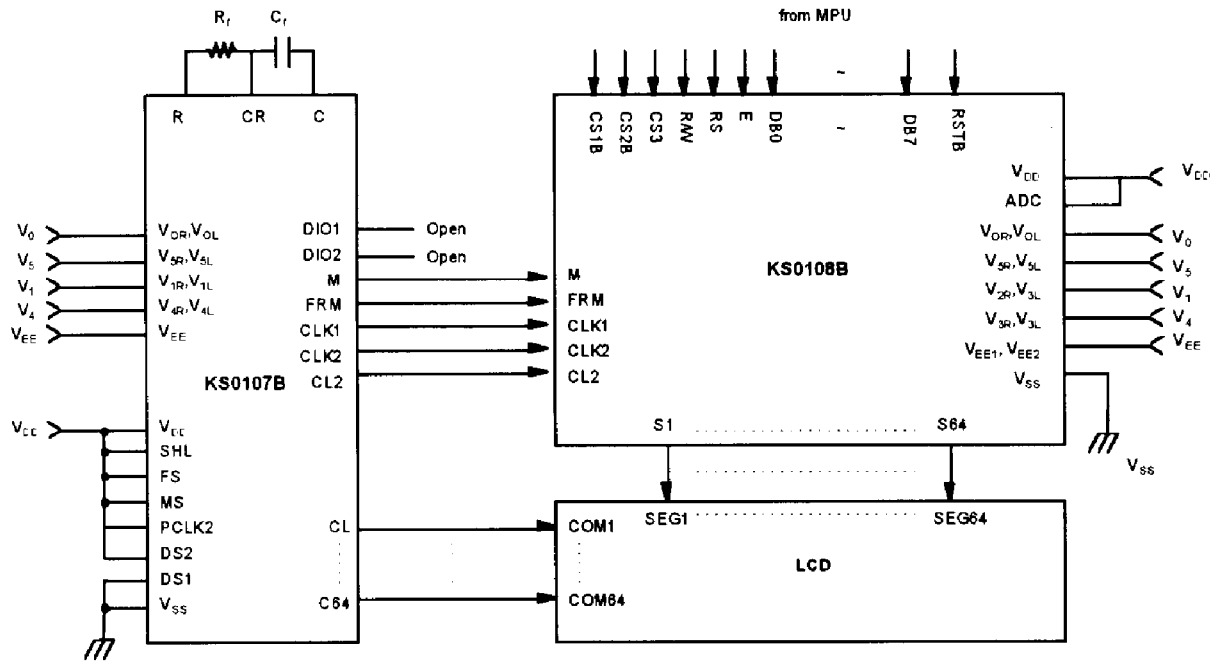 Rf Cf
from MPU
R CR C
CS1B CS2B CS3 R/W RS E DB0 ~ DB7 RSTB
~
VDD VDD
ADC
V0 V0R,V0L DIO1 Open
V5 V5R,V5L DIO2 Open
V1 V1R,V1L M
V4 V4R,V4L FRM
VEE VEE CLK1
CLK2
KS0107B CL2
KS0108B
M
FRM
CLK1
CLK2
CL2
V0R,V0L V0
V5R,V5L V5
V2R,V3L V1
V3R,V3L V4
VEE1, VEE2 VEE
VSS
VSS
S1 S64
VDD VDD
SHL
FS
MS
PCLK2
DS2
DS1
VSS
CL
C64
SEG1 SEG64
COM1
LCD
COM64